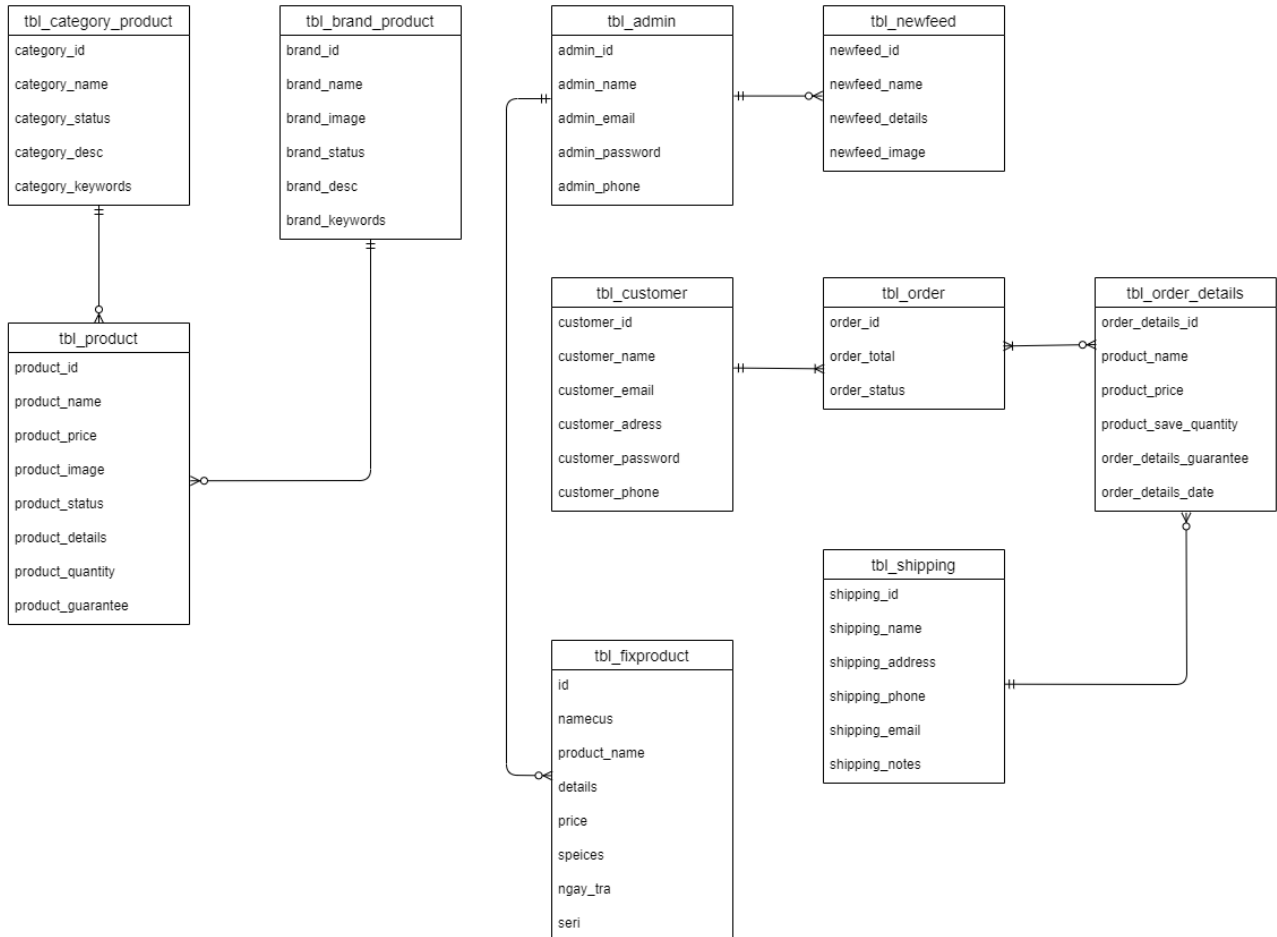 tbl_category_product
category_id
category_name
category_status
category_desc
category_keywords
tbl_brand_product
brand_id
brand_name
brand_image
brand_status
brand_desc
brand_keywords
tbl_admin
admin_id
admin_name
admin_email
admin_password
admin_phone
tbl_newfeed
newfeed_id
newfeed_name
newfeed_details
newfeed_image
tbl_product
product_id
product_name
product_price
product_image
product_status
product_details
product_quantity
product_guarantee
tbl_customer
customer_id
customer_name
customer_email
customer_adress
customer_password
customer_phone
tbl_order
order_id
order_total
order_status
tbl_order_details
order_details_id
product_name
product_price
product_save_quantity
order_details_guarantee
order_details_date
tbl_shipping
shipping_id
shipping_name
shipping_address
shipping_phone
shipping_email
shipping_notes
tbl_fixproduct
id
namecus
product_name
details
price
speices
ngay_tra
seri